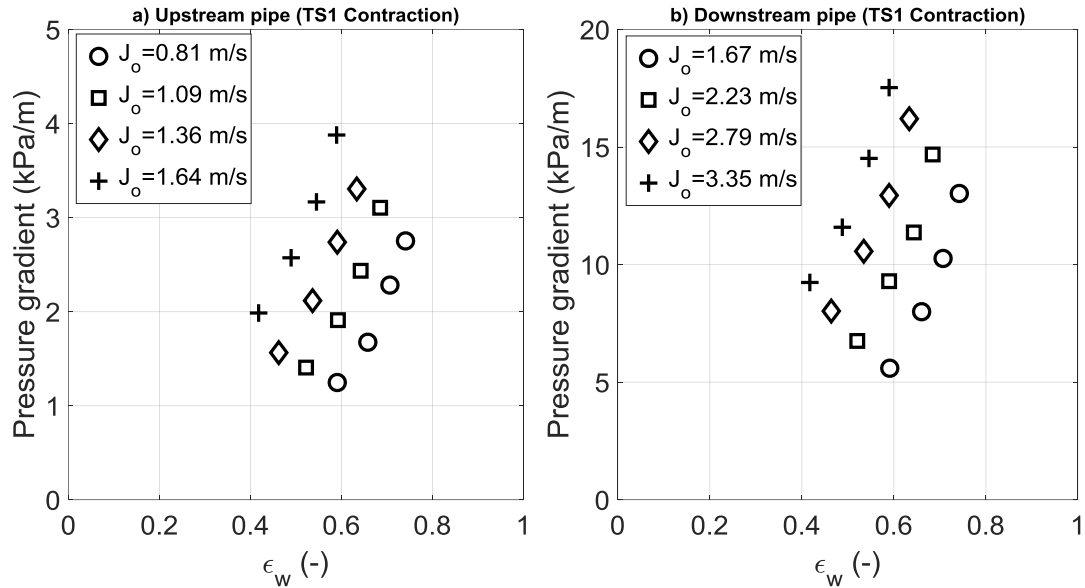 a) Upstream pipe (TS1 Contraction)
5
4
3
2
1
0
Pressure gradient (kPa/m)
J_o=0.81 m/s
J_o=1.09 m/s
J_o=1.36 m/s
J_o=1.64 m/s
0 0.2 0.4 0.6 0.8 1
ϵ_w (-)
b) Downstream pipe (TS1 Contraction)
20
15
10
5
0
Pressure gradient (kPa/m)
J_o=1.67 m/s
J_o=2.23 m/s
J_o=2.79 m/s
J_o=3.35 m/s
0 0.2 0.4 0.6 0.8 1
ϵ_w (-)